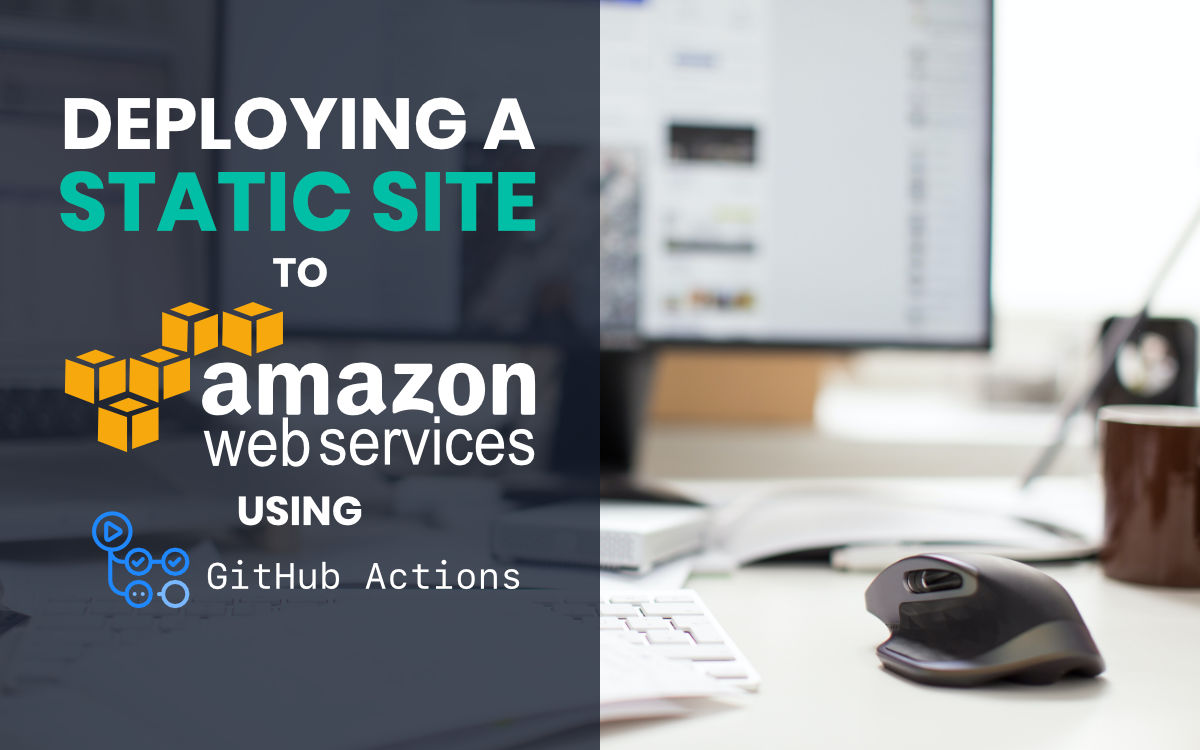 DEPLOYING A
STATIC SITE
TO
amazon
web services
USING
GitHub Actions